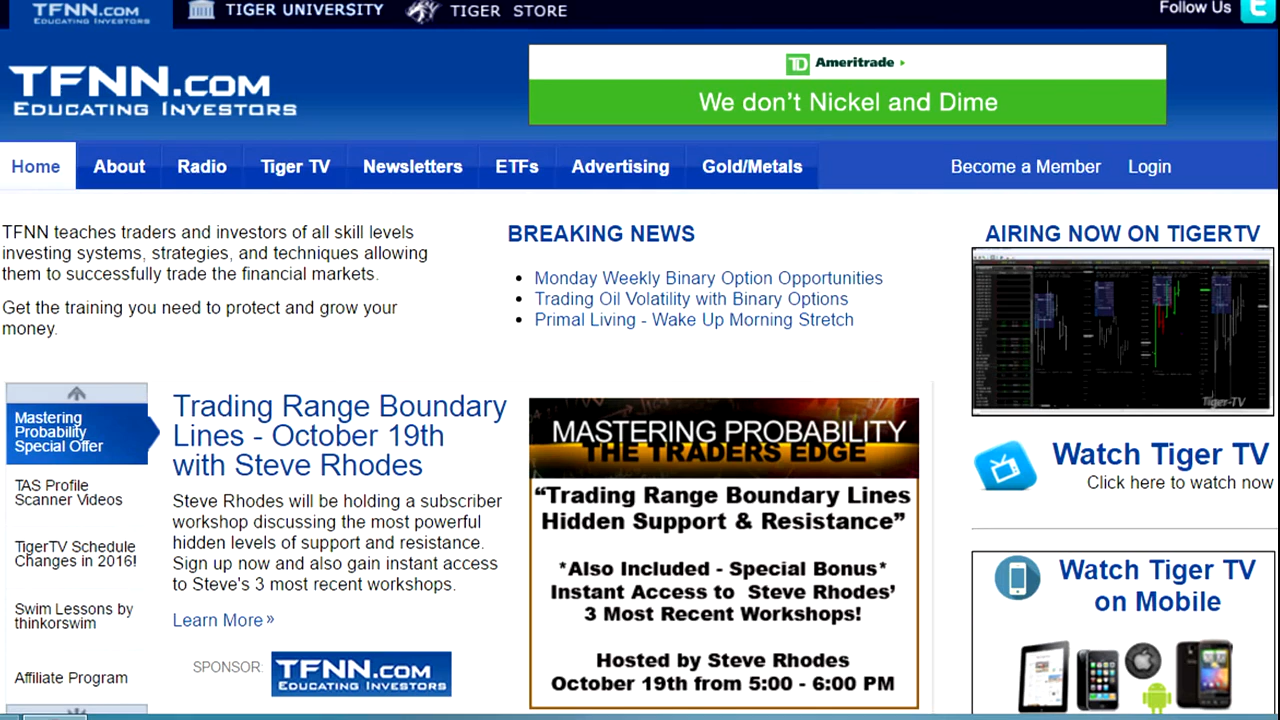 TFNN.COM
EDUCATING INVESTORS
TIGER UNIVERSITY
TIGER STORE
Follow Us
TFNN.COM
EDUCATING INVESTORS
TD Ameritrade
We don't Nickel and Dime
Home
About
Radio
Tiger TV
Newsletters
ETFs
Advertising
Gold/Metals
Become a Member
Login
TFNN teaches traders and investors of all skill levels
investing systems, strategies, and techniques allowing
them to successfully trade the financial markets.
Get the training you need to protect and grow your
money.
BREAKING NEWS
Monday Weekly Binary Option Opportunities
Trading Oil Volatility with Binary Options
Primal Living - Wake Up Morning Stretch
AIRING NOW ON TIGERTV
Tiger-TV
Watch Tiger TV
Click here to watch now
Watch Tiger TV
on Mobile
Mastering
Probability
Special Offer
TAS Profile
Scanner Videos
TigerTV Schedule
Changes in 2016!
Swim Lessons by
thinkorswim
Affiliate Program
Trading Range Boundary
Lines - October 19th
with Steve Rhodes
Steve Rhodes will be holding a subscriber
workshop discussing the most powerful
hidden levels of support and resistance.
Sign up now and also gain instant access
to Steve's 3 most recent workshops.
Learn More »
SPONSOR:
TFNN.COM
EDUCATING INVESTORS
MASTERING PROBABILITY
THE TRADERS EDGE
“Trading Range Boundary Lines
Hidden Support & Resistance”
*Also Included - Special Bonus*
Instant Access to Steve Rhodes’
3 Most Recent Workshops!
Hosted by Steve Rhodes
October 19th from 5:00 - 6:00 PM